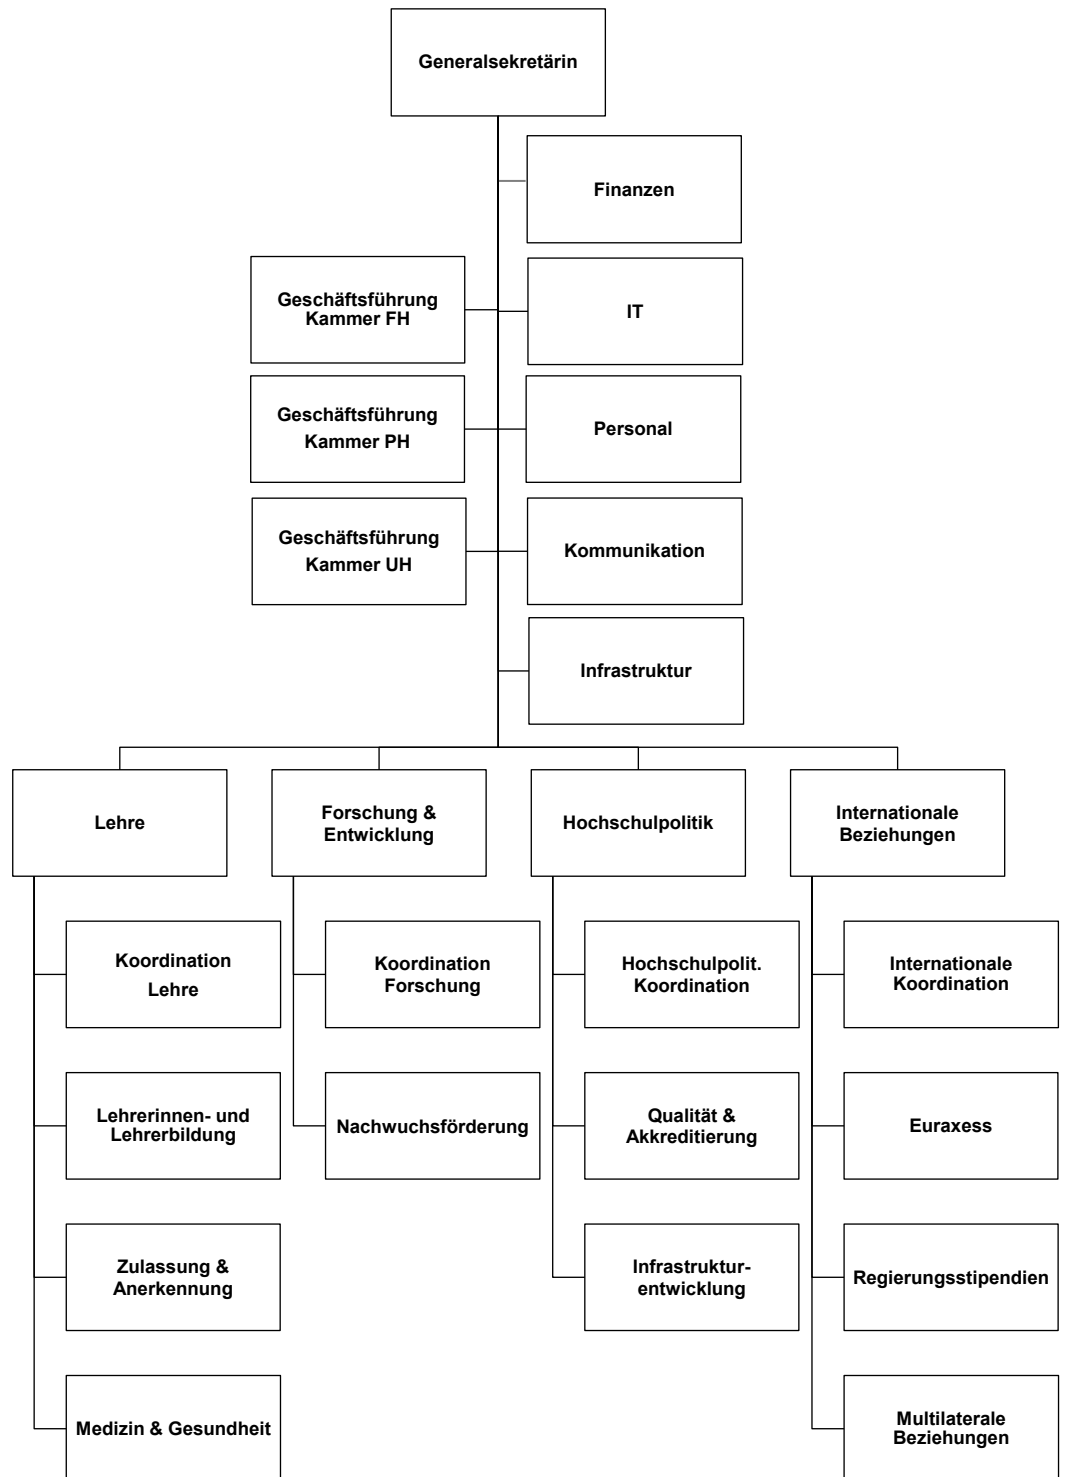 Generalsekretärin
Finanzen
Geschäftsführung
Kammer FH
IT
Geschäftsführung
Kammer PH
Personal
Geschäftsführung
Kammer UH
Kommunikation
Infrastruktur
Lehre
Forschung &
Entwicklung
Hochschulpolitik
Internationale
Beziehungen
Koordination
Lehre
Koordination
Forschung
Hochschulpolit.
Koordination
Internationale
Koordination
Lehrerinnen- und
Lehrerbildung
Nachwuchsförderung
Qualität &
Akkreditierung
Euraxess
Zulassung &
Anerkennung
Infrastruktur-
entwicklung
Regierungsstipendien
Medizin & Gesundheit
Multilaterale
Beziehungen